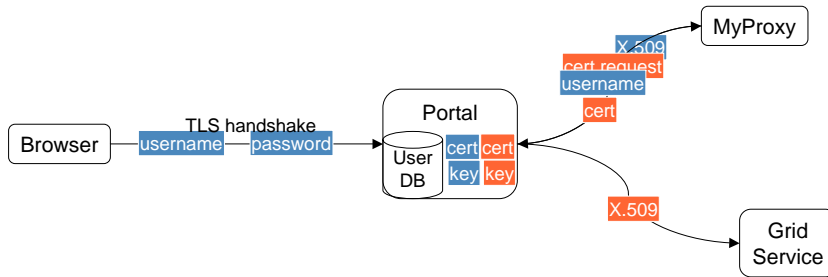 Browser
TLS handshake
username
password
Portal
User
DB
cert
cert
key
key
X.509
cert request
username
cert
MyProxy
X.509
Grid
Service